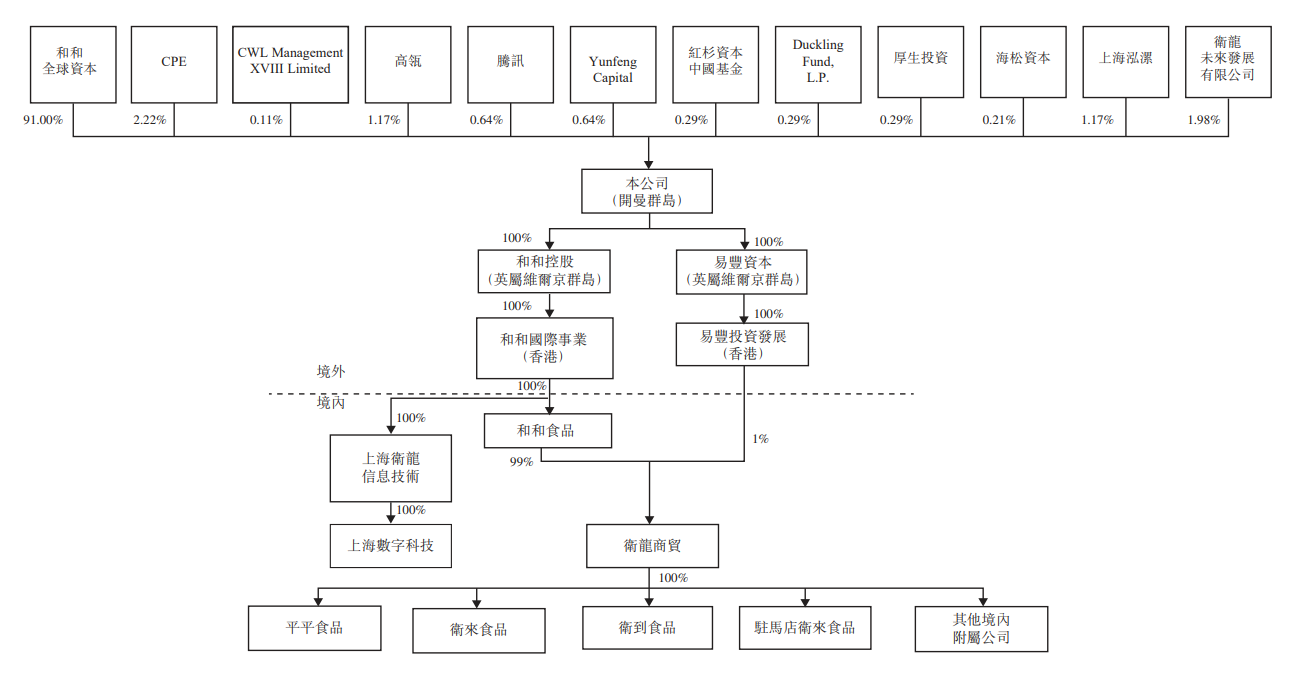 和和
全球資本
CPE
CWL Management
XVIII Limited
高瓴
騰訊
Yunfeng
Capital
紅杉資本
中國基金
Duckling
Fund,
L.P.
厚生投資
海松資本
上海泓漯
衛龍
未來發展
有限公司
91.00%
2.22%
0.11%
1.17%
0.64%
0.64%
0.29%
0.29%
0.29%
0.21%
1.17%
1.98%
本公司
（開曼群島）
100%
100%
和和控股
（英屬維爾京群島）
易豐資本
（英屬維爾京群島）
100%
100%
和和國際事業
（香港）
易豐投資發展
（香港）
境外
100%
境內
100%
和和食品
1%
99%
上海衛龍
信息技術
100%
上海數字科技
衛龍商貿
100%
平平食品
衛來食品
衛到食品
駐馬店衛來食品
其他境內
附屬公司